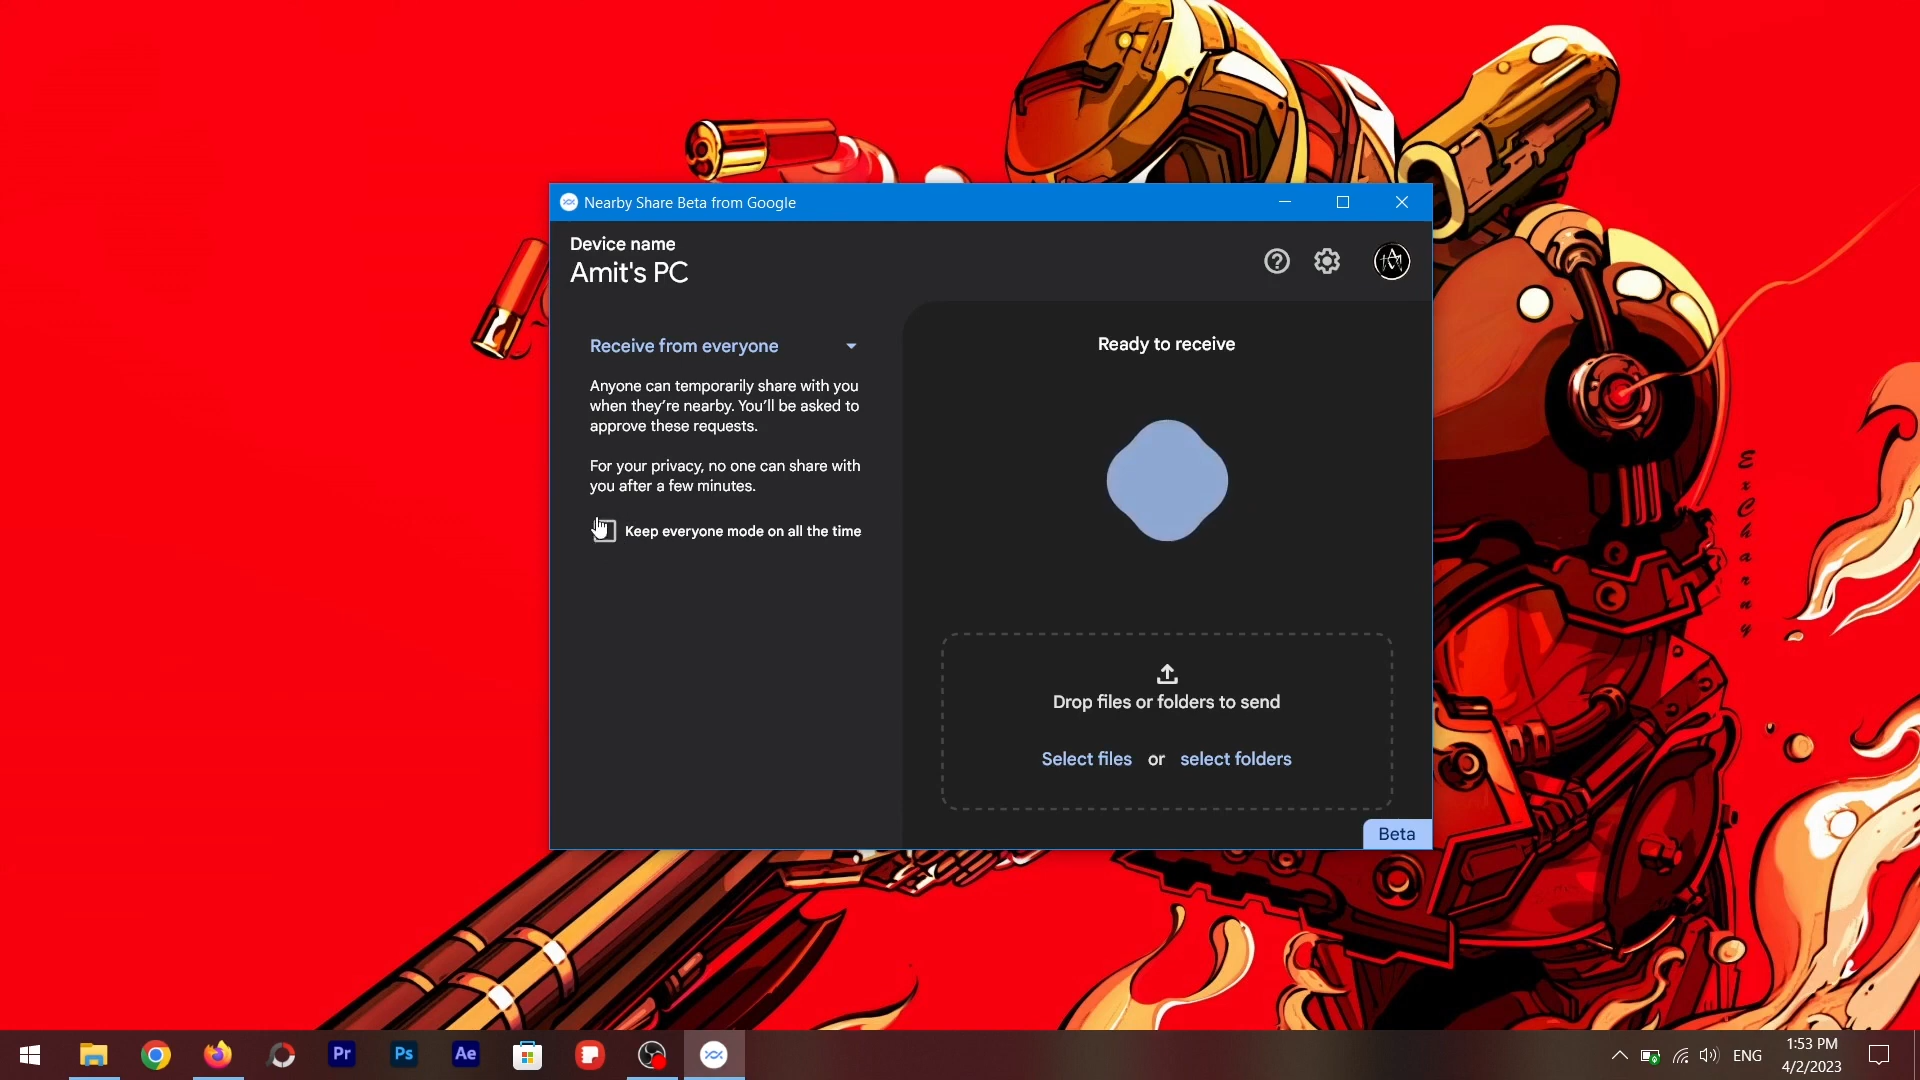 Nearby Share Beta from Google
Device name
Amit's PC
Receive from everyone
Anyone can temporarily share with you
when they're nearby. You'll be asked to
approve these requests.
For your privacy, no one can share with
you after a few minutes.
Keep everyone mode on all the time
Ready to receive
Drop files or folders to send
Select files or select folders
Beta
ExCharny
Pr
Ps
Ae
ENG
1:53 PM
4/2/2023